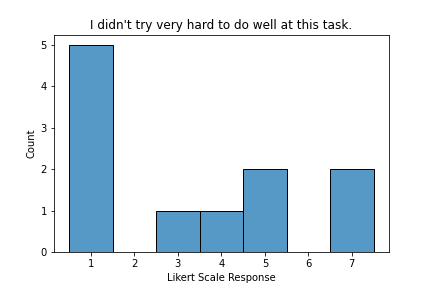 I didn't try very hard to do well at this task.
5
4
3
2
1
0
Count
1 2 3 4 5 6 7
Likert Scale Response